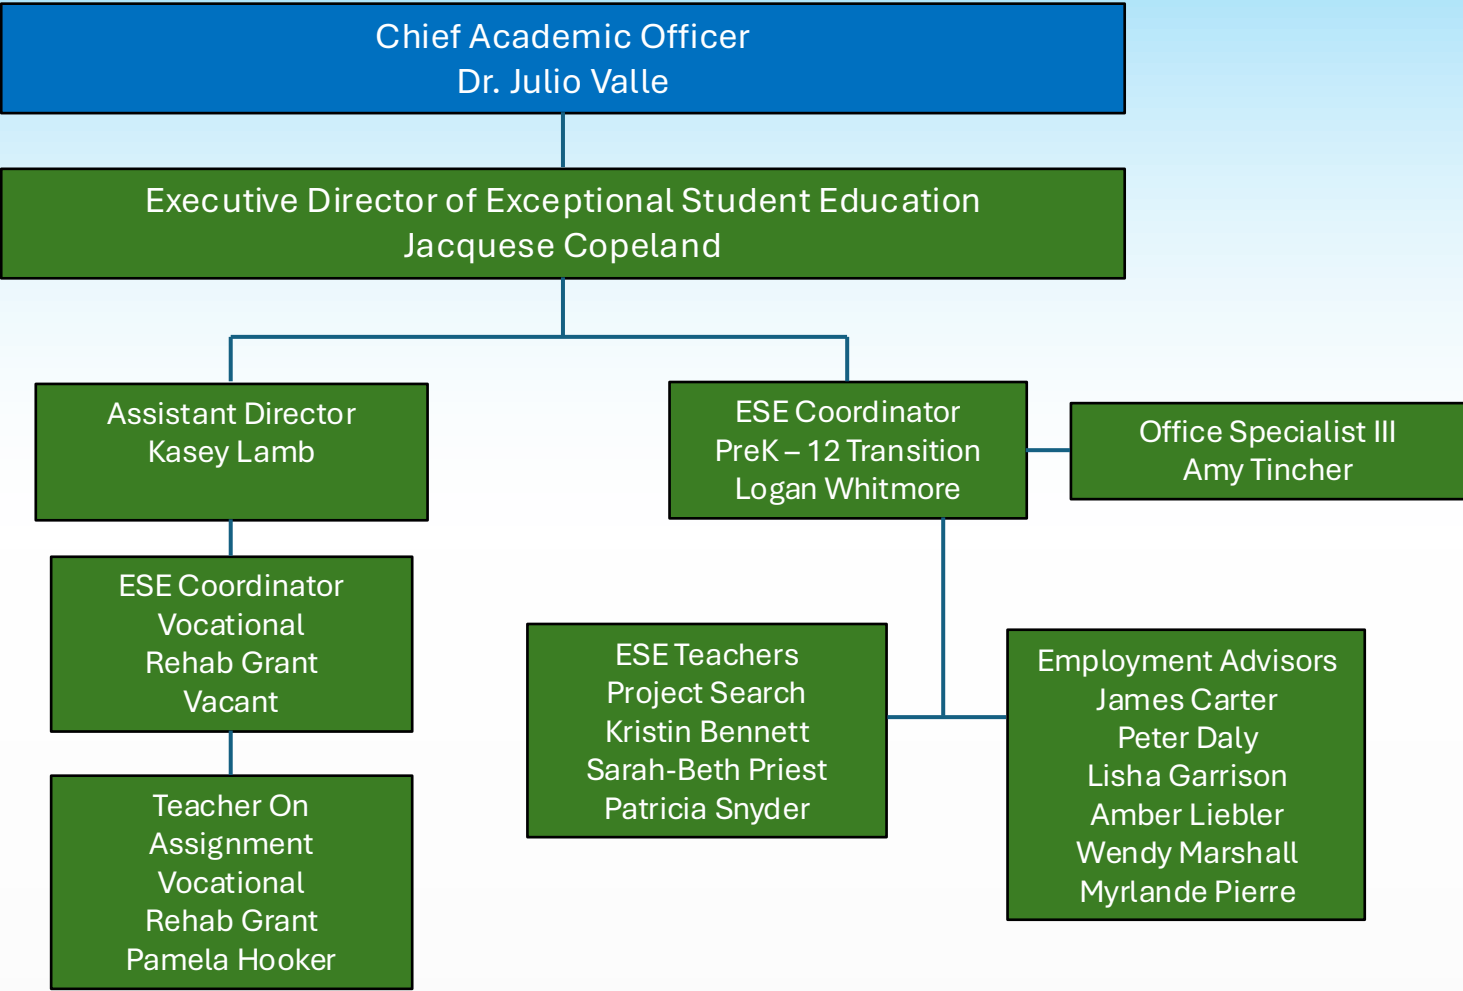 Chief Academic Officer
Dr. Julio Valle
Executive Director of Exceptional Student Education
Jacquese Copeland
Assistant Director
Kasey Lamb
ESE Coordinator
PreK – 12 Transition
Logan Whitmore
Office Specialist III
Amy Tincher
ESE Coordinator
Vocational
Rehab Grant
Vacant
ESE Teachers
Project Search
Kristin Bennett
Sarah-Beth Priest
Patricia Snyder
Employment Advisors
James Carter
Peter Daly
Lisha Garrison
Amber Liebler
Wendy Marshall
Myrlande Pierre
Teacher On
Assignment
Vocational
Rehab Grant
Pamela Hooker